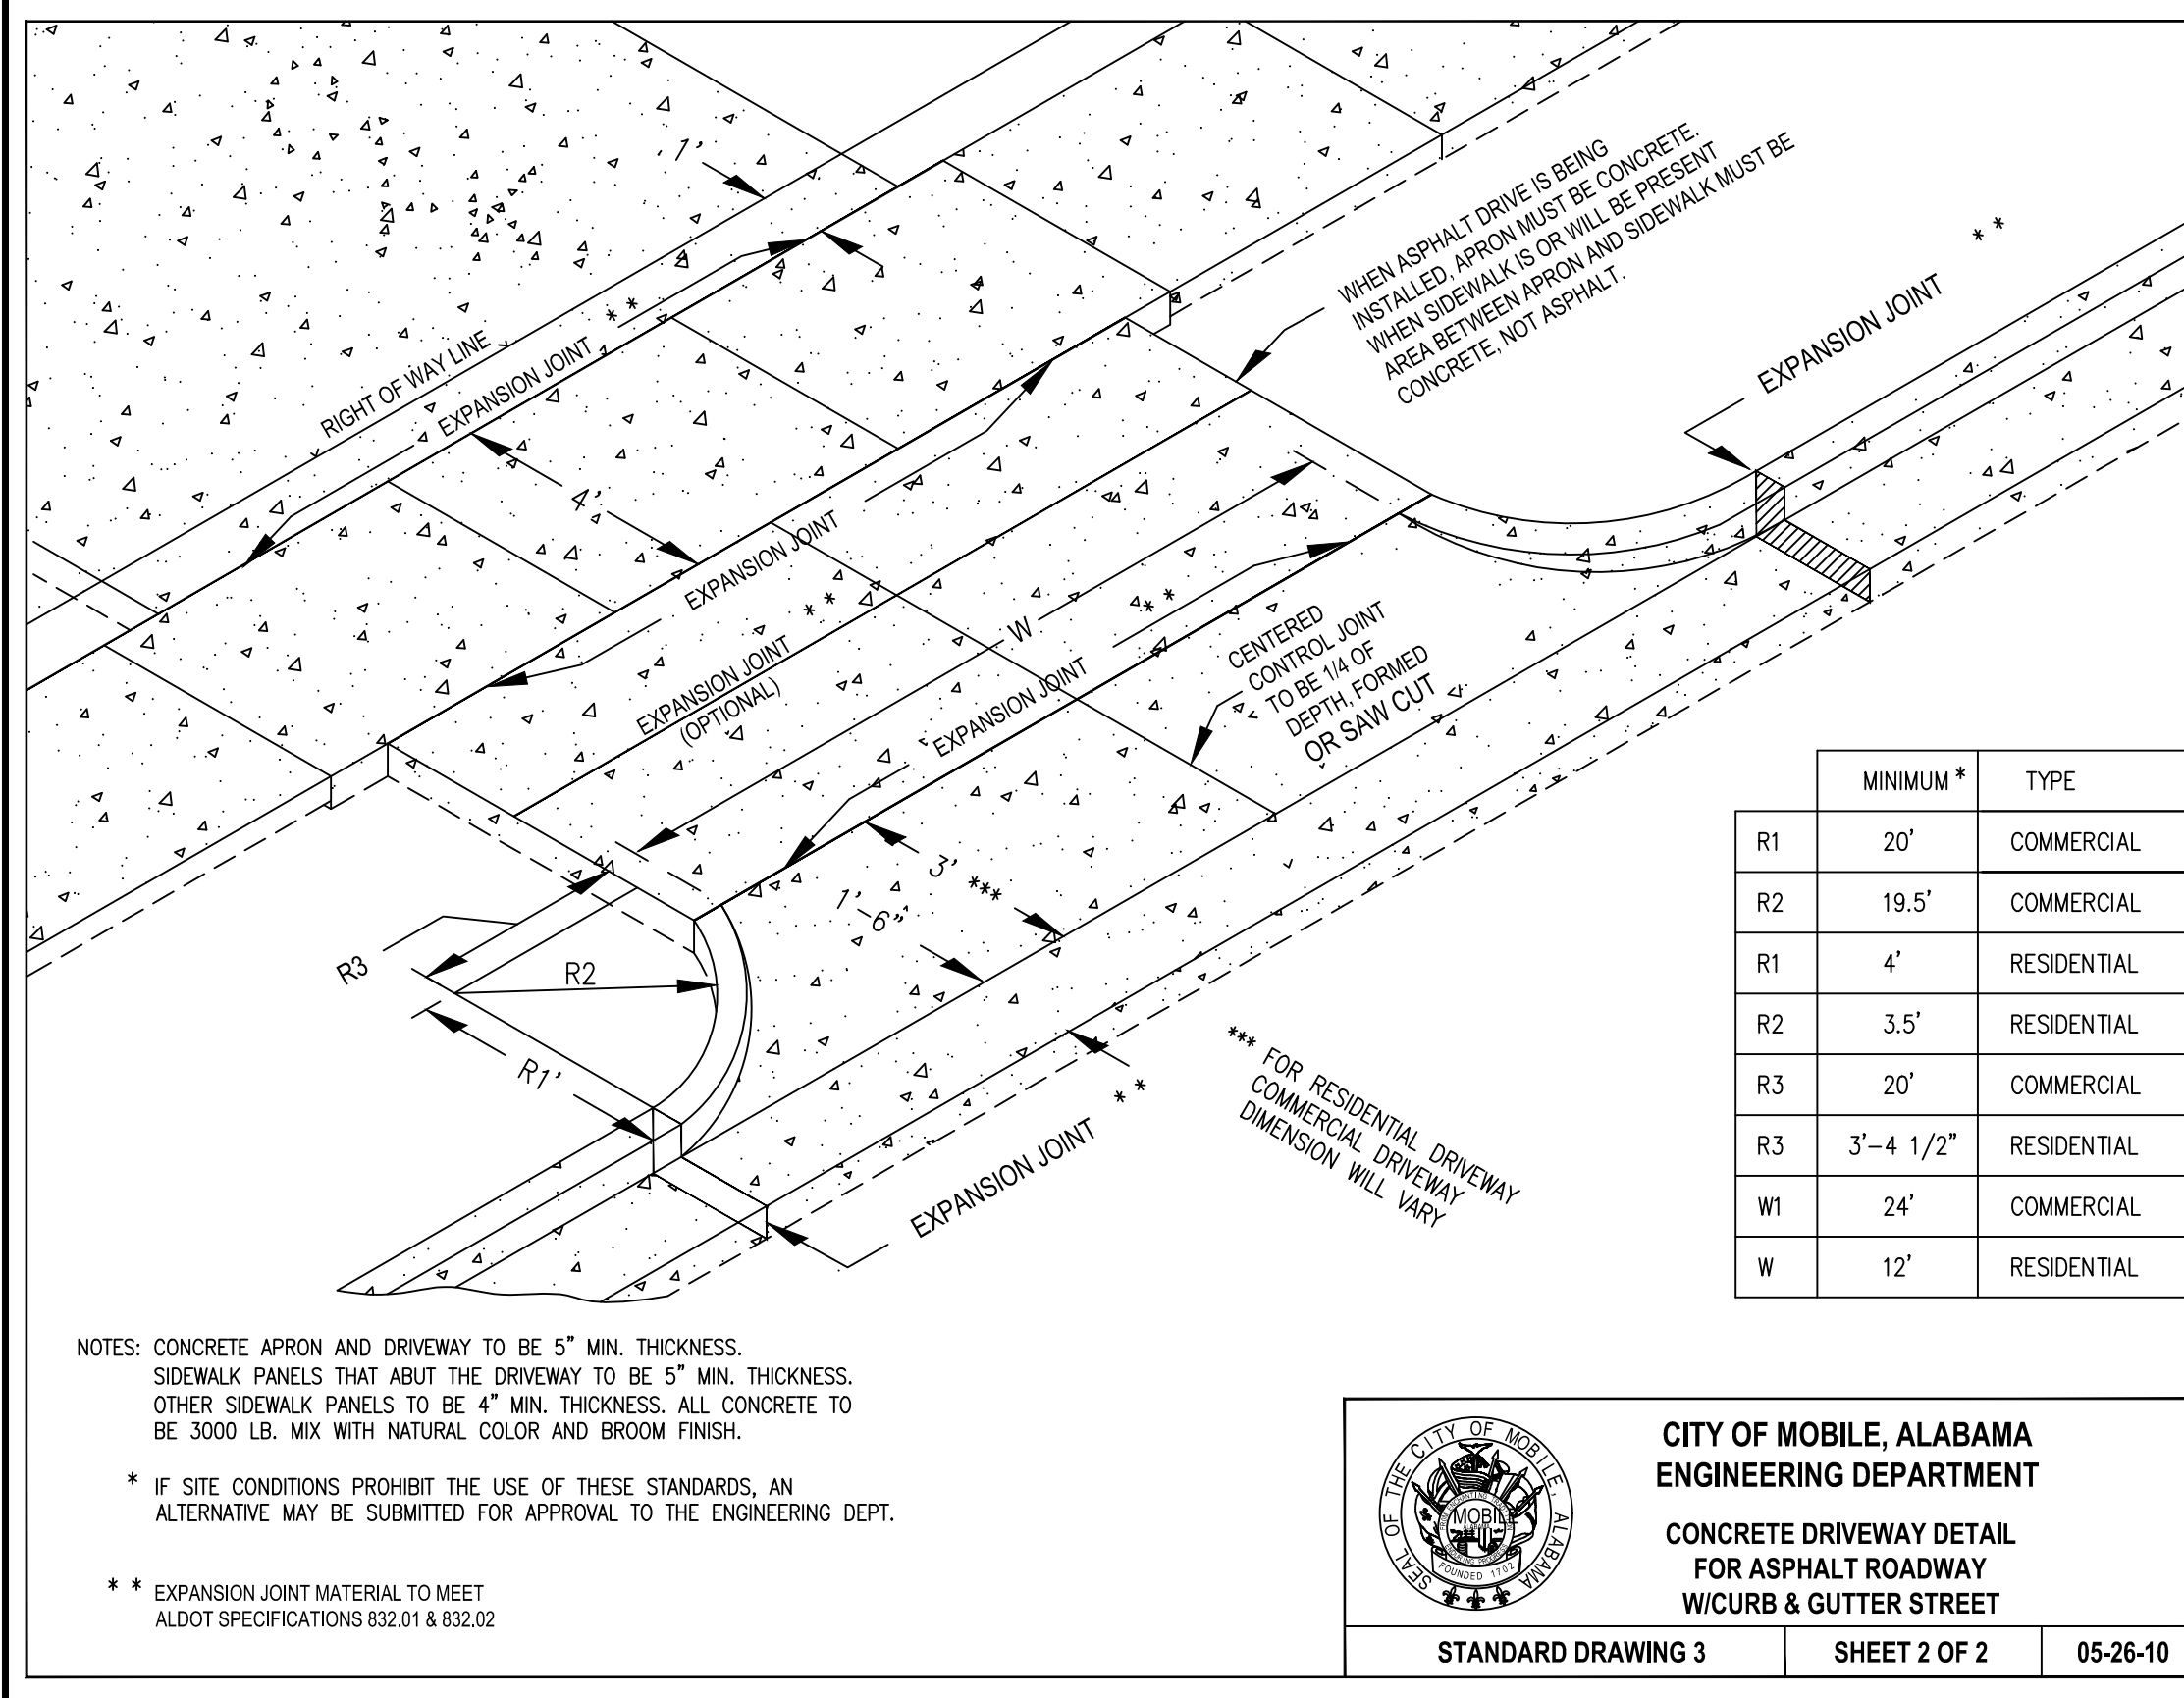 1'
WHEN ASPHALT DRIVE IS BEING
INSTALLED, APRON MUST BE CONCRETE.
WHEN SIDEWALK IS OR WILL BE PRESENT
AREA BETWEEN APRON AND SIDEWALK MUST BE
CONCRETE, NOT ASPHALT.
EXPANSION JOINT * *
RIGHT OF WAY LINE
EXPANSION JOINT * *
4'
EXPANSION JOINT
EXPANSION JOINT * *
(OPTIONAL)
W
EXPANSION JOINT * *
CENTERED
CONTROL JOINT
TO BE 1/4 OF
DEPTH, FORMED
OR SAW CUT
3' ***
1'-6"
R3
R2
R1'
EXPANSION JOINT * *
*** FOR RESIDENTIAL DRIVEWAY
COMMERCIAL DRIVEWAY
DIMENSION WILL VARY
MINIMUM * TYPE
R1 20' COMMERCIAL
R2 19.5' COMMERCIAL
R1 4' RESIDENTIAL
R2 3.5' RESIDENTIAL
R3 20' COMMERCIAL
R3 3'-4 1/2" RESIDENTIAL
W1 24' COMMERCIAL
W 12' RESIDENTIAL
NOTES: CONCRETE APRON AND DRIVEWAY TO BE 5" MIN. THICKNESS.
SIDEWALK PANELS THAT ABUT THE DRIVEWAY TO BE 5" MIN. THICKNESS.
OTHER SIDEWALK PANELS TO BE 4" MIN. THICKNESS. ALL CONCRETE TO
BE 3000 LB. MIX WITH NATURAL COLOR AND BROOM FINISH.
* IF SITE CONDITIONS PROHIBIT THE USE OF THESE STANDARDS, AN
ALTERNATIVE MAY BE SUBMITTED FOR APPROVAL TO THE ENGINEERING DEPT.
* * EXPANSION JOINT MATERIAL TO MEET
ALDOT SPECIFICATIONS 832.01 & 832.02
SEAL OF THE CITY OF MOBILE, ALABAMA
MOBILE
ALABAMA
FOUNDED 1702
CITY OF MOBILE, ALABAMA
ENGINEERING DEPARTMENT
CONCRETE DRIVEWAY DETAIL
FOR ASPHALT ROADWAY
W/CURB & GUTTER STREET
STANDARD DRAWING 3
SHEET 2 OF 2
05-26-10